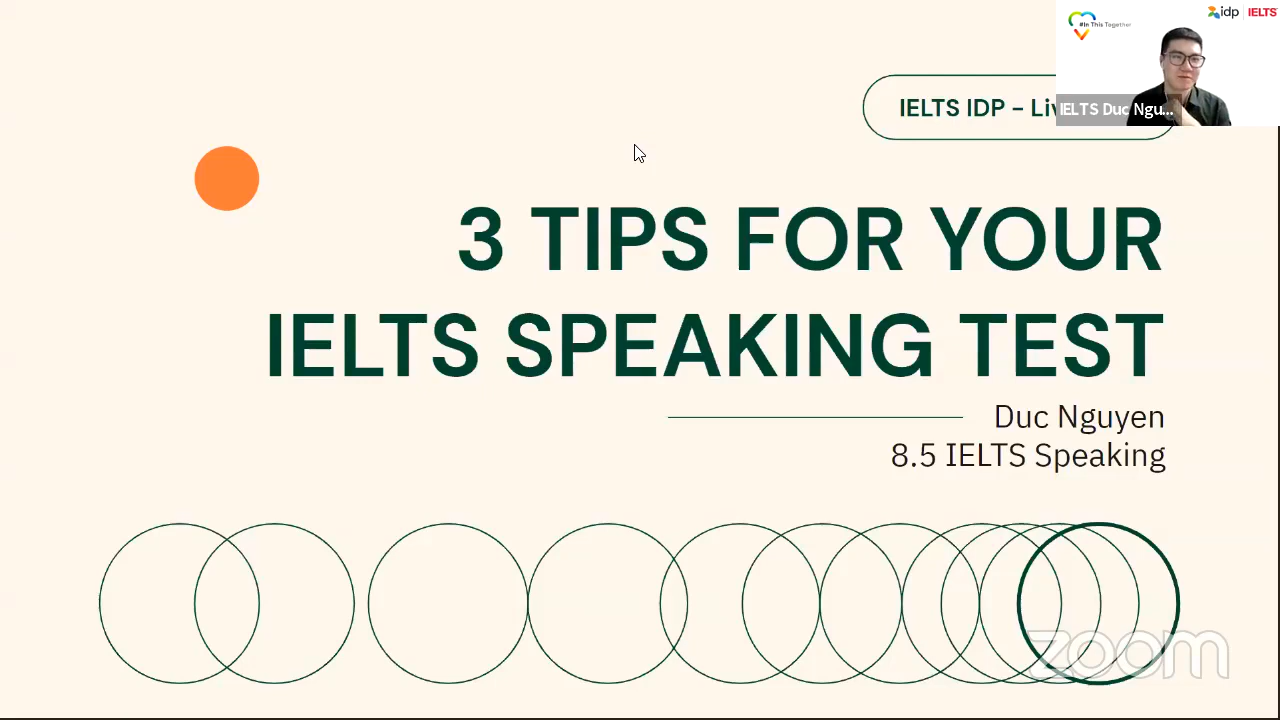 #In This Together
idp IELTS
IELTS Duc Ngu...
IELTS IDP – Li
3 TIPS FOR YOUR
IELTS SPEAKING TEST
Duc Nguyen
8.5 IELTS Speaking
zoom